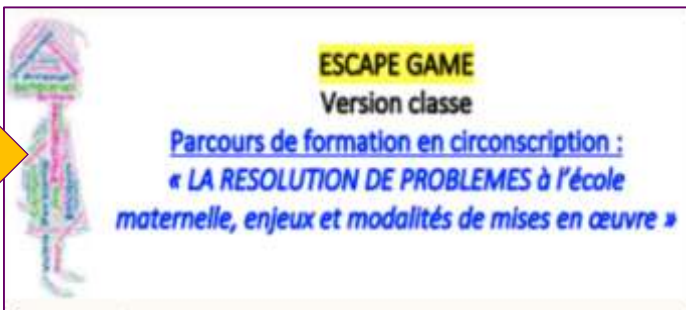 ESCAPE GAME
Version classe
Parcours de formation en circonscription :
« LA RESOLUTION DE PROBLEMES à l'école
maternelle, enjeux et modalités de mises en œuvre »